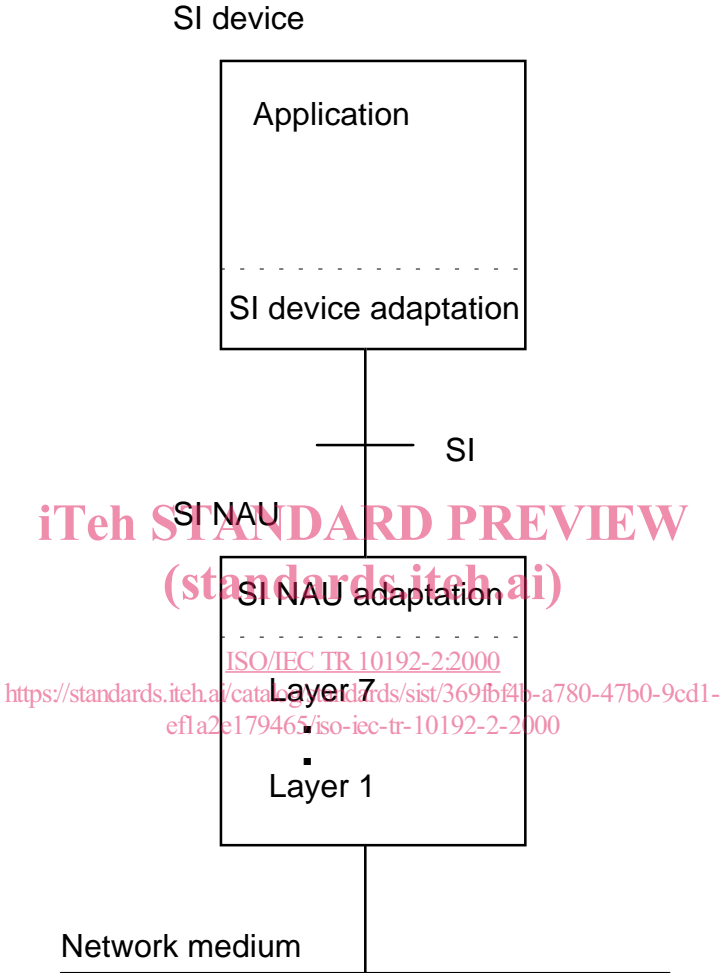 SI device
Application
SI device adaptation
SI
SI NAU
iTeh STANDARD PREVIEW
(standards.iteh.ai)
SI NAU adaptation
ISO/IEC TR 10192-2:2000
Layer 7
https://standards.iteh.ai/catalog/standards/sist/369fbf4b-a780-47b0-9cd1-
ef1a2e179465/iso-iec-tr-10192-2-2000
Layer 1
Network medium